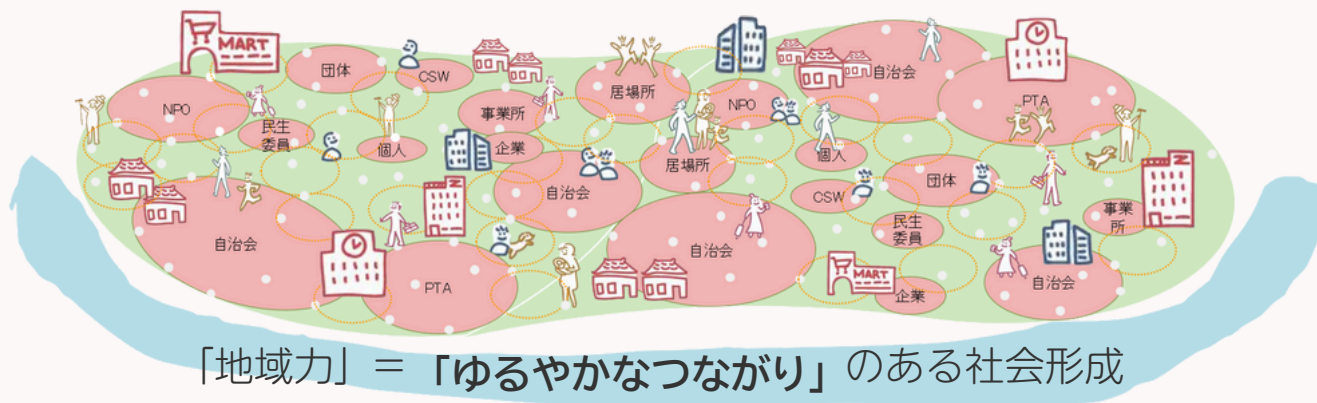 MART
団体
CSW
NPO
民生
委員
個人
事業所
企業
居場所
NPO
自治会
PTA
居場所
個人
自治会
CSW
団体
民生
委員
事業
所
自治会
PTA
自治会
MART
企業
自治会
「地域力」＝「ゆるやかなつながり」のある社会形成